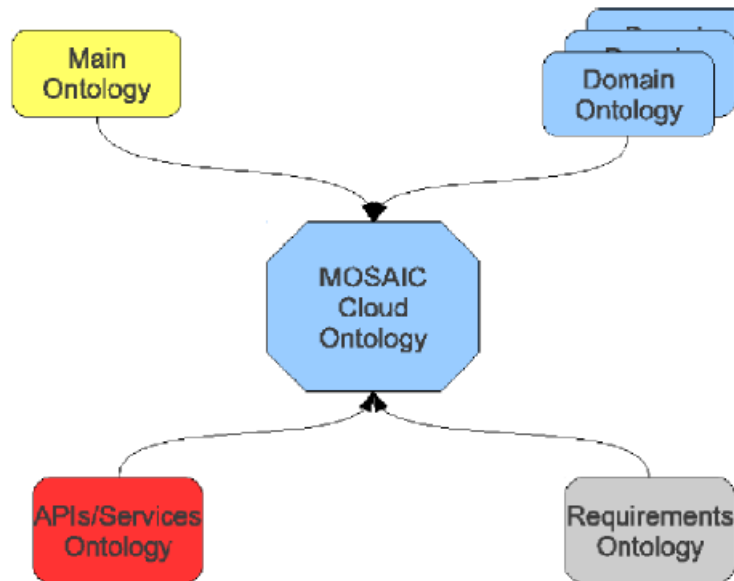 Main
Ontology
Domain
Ontology
MOSAIC
Cloud
Ontology
APIs/Services
Ontology
Requirements
Ontology